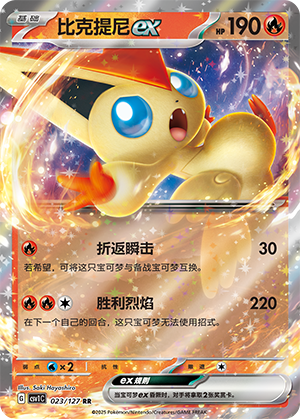 基础 比克提尼ex HP 190
折返瞬击 30
若希望，可将这只宝可梦与备战宝可梦互换。
胜利烈焰 220
在下一个自己的回合，这只宝可梦无法使用招式。
弱点 ×2 抗性 撤退
ex规则
当宝可梦ex昏厥时，对手将拿取2张奖赏卡。
Illus. Saki Hayashiro
G CSV1C 023/127 RR
©2025 Pokémon/Nintendo/Creatures/GAME FREAK.